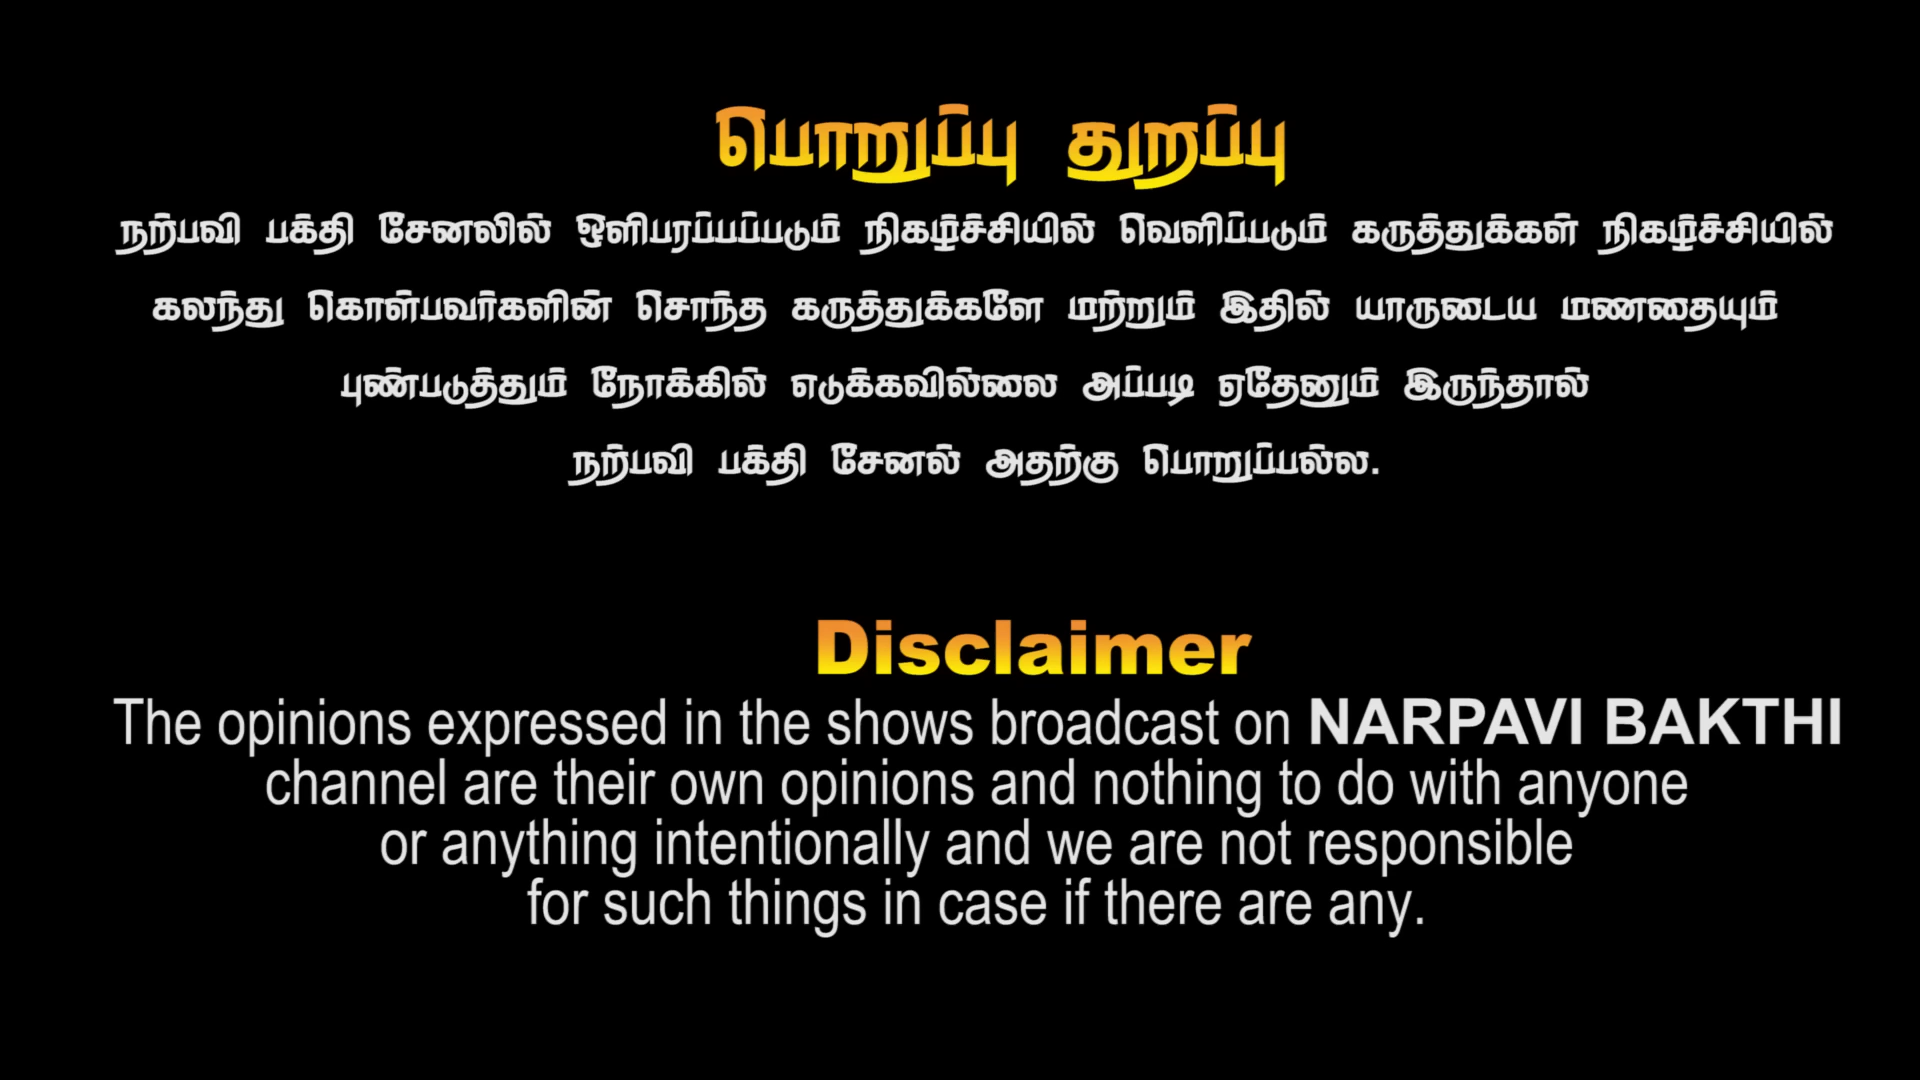 பொறுப்பு துறப்பு
நற்பவி பக்தி சேனலில் ஒளிபரப்பப்படும் நிகழ்ச்சியில் வெளிப்படும் கருத்துக்கள் நிகழ்ச்சியில்
கலந்து கொள்பவர்களின் சொந்த கருத்துக்களே மற்றும் இதில் யாருடைய மணதையும்
புண்படுத்தும் நோக்கில் எடுக்கவில்லை அப்படி ஏதேனும் இருந்தால்
நற்பவி பக்தி சேனல் அதற்கு பொறுப்பல்ல.
Disclaimer
The opinions expressed in the shows broadcast on NARPAVI BAKTHI
channel are their own opinions and nothing to do with anyone
or anything intentionally and we are not responsible
for such things in case if there are any.